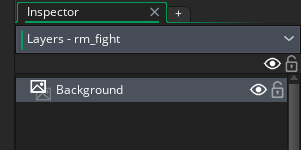 Inspector
Layers - rm_fight
Background